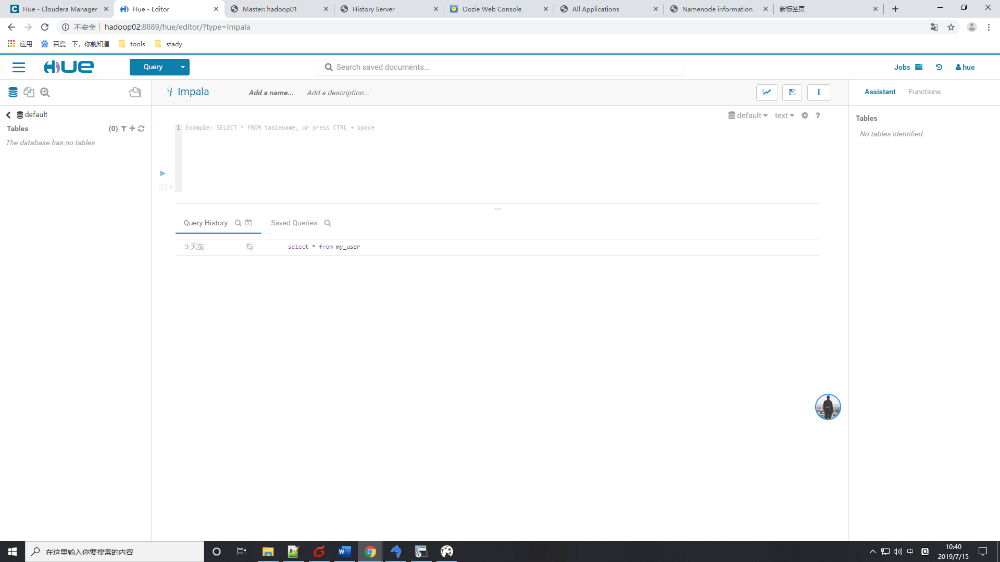 Hue - Cloudera Manager
Hue - Editor
Master: hadoop01
History Server
Oozie Web Console
All Applications
Namenode information
新标签页
不安全
hadoop02:8889/hue/editor/?type=impala
应用
百度一下，你就知道
tools
stady
HUE
Query
Search saved documents...
Jobs
hue
Impala
Add a name...
Add a description...
Assistant
Functions
default
default
text
?
Tables
(0)
Tables
1
Example: SELECT * FROM tablename, or press CTRL + space
No tables identified.
The database has no tables
Query History
Saved Queries
3 天前
select * from my_user
在这里输入你要搜索的内容
中
10:40
2019/7/15